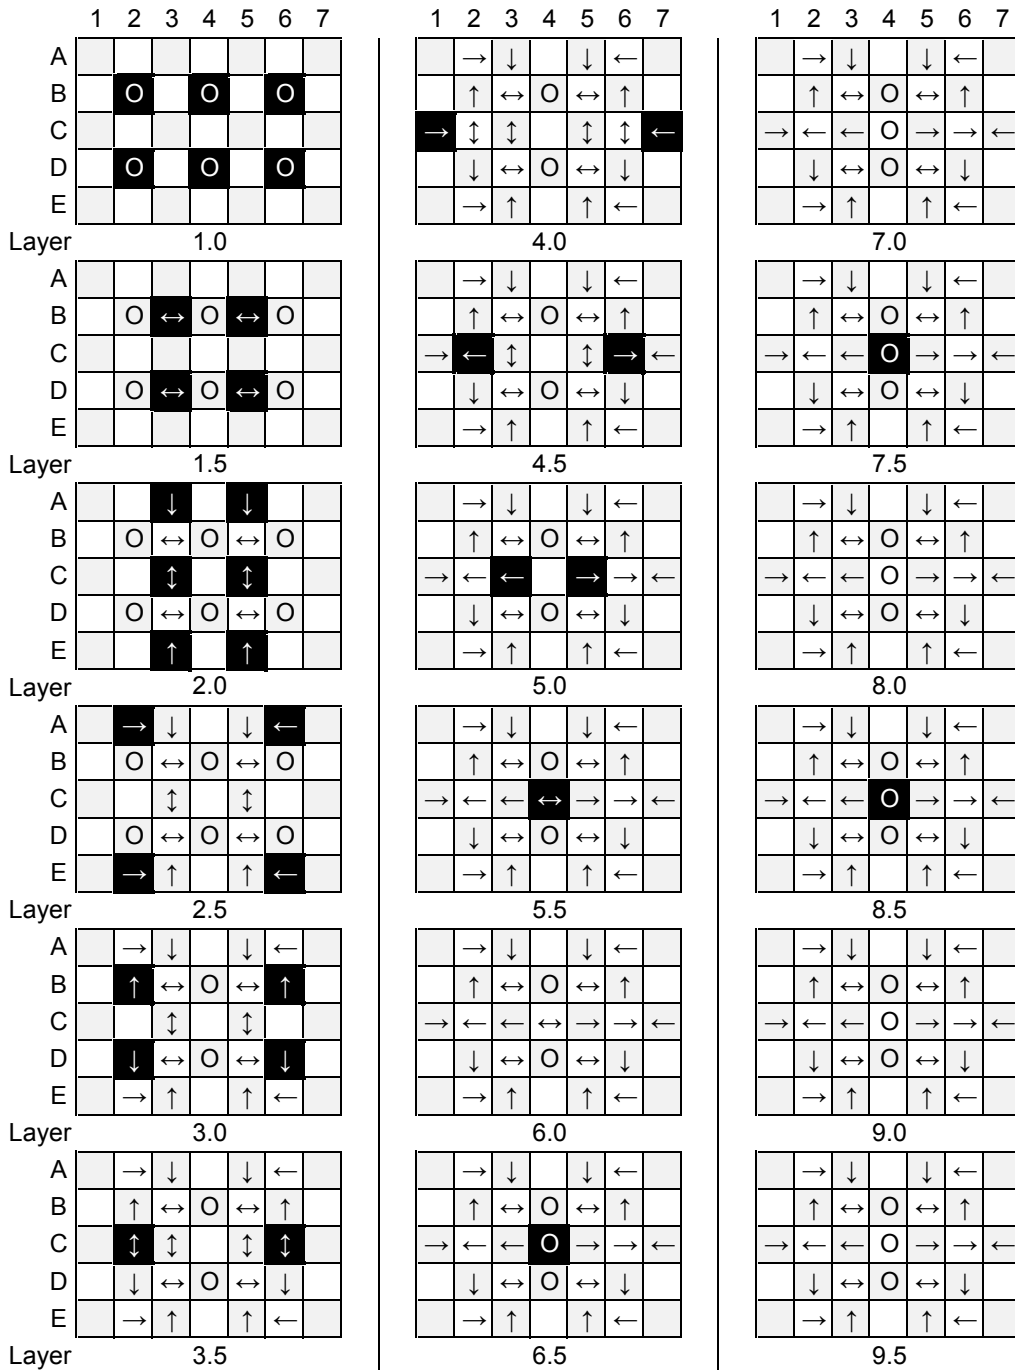 1 2 3 4 5 6 7 1 2 3 4 5 6 7 1 2 3 4 5 6 7
A → ↓ ↓ ← → ↓ ↓ ←
B O O O ↑ ↔ O ↔ ↑ ↑ ↔ O ↔ ↑
C → ↕ ↕ ↕ ↕ ← → ← ← O → → ←
D O O O ↓ ↔ O ↔ ↓ ↓ ↔ O ↔ ↓
E → ↑ ↑ ← → ↑ ↑ ←
Layer 1.0 4.0 7.0
A → ↓ ↓ ← → ↓ ↓ ←
B O ↔ O ↔ O ↑ ↔ O ↔ ↑ ↑ ↔ O ↔ ↑
C → ← ↕ ↕ → ← → ← ← O → → ←
D O ↔ O ↔ O ↓ ↔ O ↔ ↓ ↓ ↔ O ↔ ↓
E → ↑ ↑ ← → ↑ ↑ ←
Layer 1.5 4.5 7.5
A ↓ ↓ → ↓ ↓ ← → ↓ ↓ ←
B O ↔ O ↔ O ↑ ↔ O ↔ ↑ ↑ ↔ O ↔ ↑
C ↕ ↕ → ← ← → → ← → ← ← O → → ←
D O ↔ O ↔ O ↓ ↔ O ↔ ↓ ↓ ↔ O ↔ ↓
E ↑ ↑ → ↑ ↑ ← → ↑ ↑ ←
Layer 2.0 5.0 8.0
A → ↓ ↓ ← → ↓ ↓ ← → ↓ ↓ ←
B O ↔ O ↔ O ↑ ↔ O ↔ ↑ ↑ ↔ O ↔ ↑
C ↕ ↕ → ← ← ↔ → → ← → ← ← O → → ←
D O ↔ O ↔ O ↓ ↔ O ↔ ↓ ↓ ↔ O ↔ ↓
E → ↑ ↑ ← → ↑ ↑ ← → ↑ ↑ ←
Layer 2.5 5.5 8.5
A → ↓ ↓ ← → ↓ ↓ ← → ↓ ↓ ←
B ↑ ↔ O ↔ ↑ ↑ ↔ O ↔ ↑ ↑ ↔ O ↔ ↑
C ↕ ↕ → ← ← ↔ → → ← → ← ← O → → ←
D ↓ ↔ O ↔ ↓ ↓ ↔ O ↔ ↓ ↓ ↔ O ↔ ↓
E → ↑ ↑ ← → ↑ ↑ ← → ↑ ↑ ←
Layer 3.0 6.0 9.0
A → ↓ ↓ ← → ↓ ↓ ← → ↓ ↓ ←
B ↑ ↔ O ↔ ↑ ↑ ↔ O ↔ ↑ ↑ ↔ O ↔ ↑
C ↕ ↕ ↕ ↕ → ← ← O → → ← → ← ← O → → ←
D ↓ ↔ O ↔ ↓ ↓ ↔ O ↔ ↓ ↓ ↔ O ↔ ↓
E → ↑ ↑ ← → ↑ ↑ ← → ↑ ↑ ←
Layer 3.5 6.5 9.5